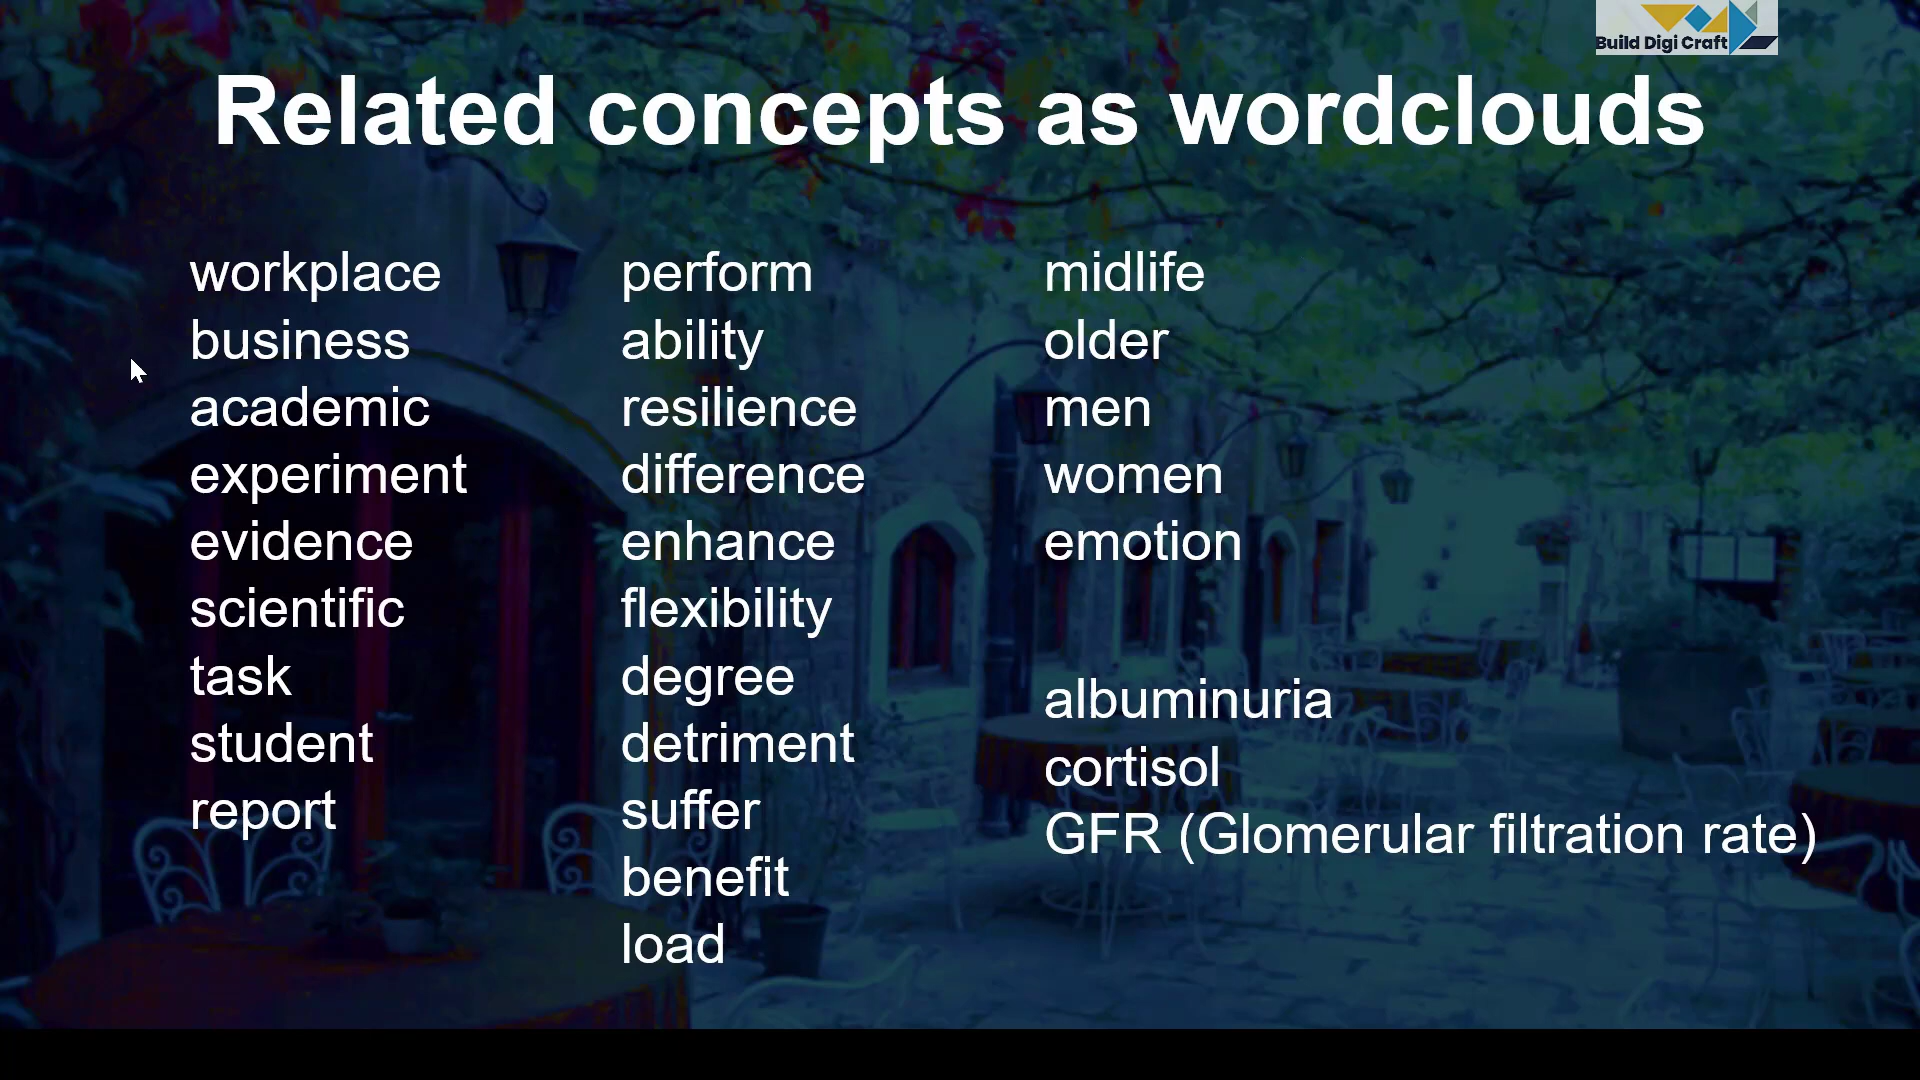 Build Digi Craft
Related concepts as wordclouds
workplace
business
academic
experiment
evidence
scientific
task
student
report
perform
ability
resilience
difference
enhance
flexibility
degree
detriment
suffer
benefit
load
midlife
older
men
women
emotion
albuminuria
cortisol
GFR (Glomerular filtration rate)